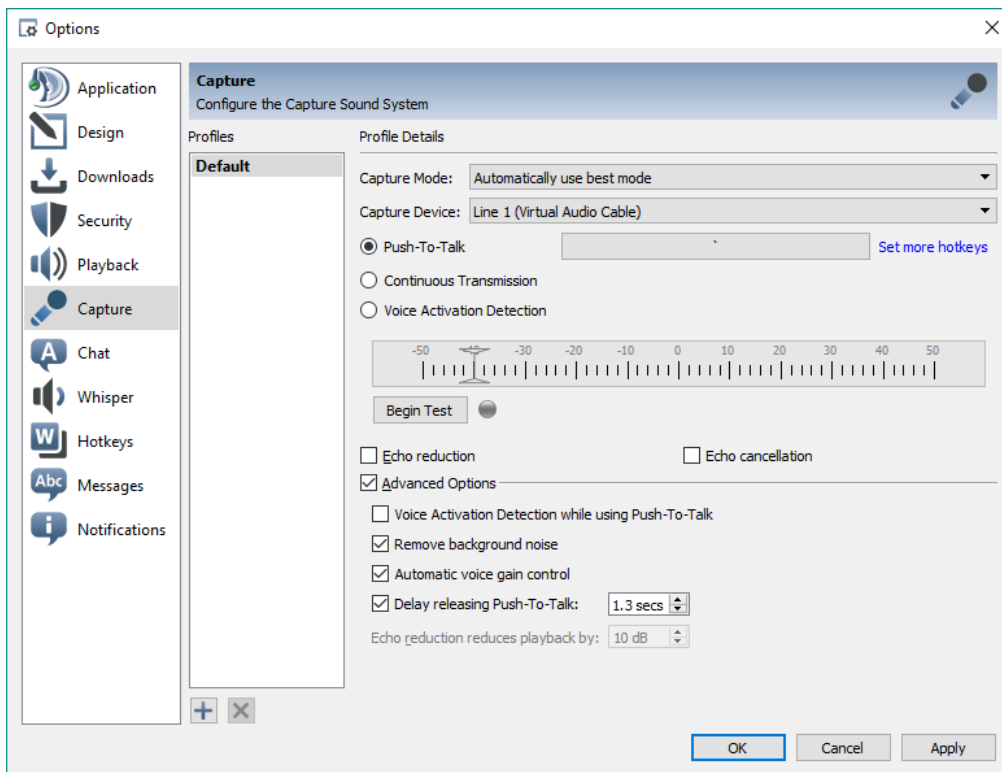 Options
Application
Design
Downloads
Security
Playback
Capture
Chat
Whisper
Hotkeys
Messages
Notifications
Capture
Configure the Capture Sound System
Profiles
Default
Profile Details
Capture Mode: Automatically use best mode
Capture Device: Line 1 (Virtual Audio Cable)
Push-To-Talk ` Set more hotkeys
Continuous Transmission
Voice Activation Detection
-50 -30 -20 -10 0 10 20 30 40 50
Begin Test
Echo reduction Echo cancellation
Advanced Options
Voice Activation Detection while using Push-To-Talk
Remove background noise
Automatic voice gain control
Delay releasing Push-To-Talk: 1.3 secs
Echo reduction reduces playback by: 10 dB
OK Cancel Apply